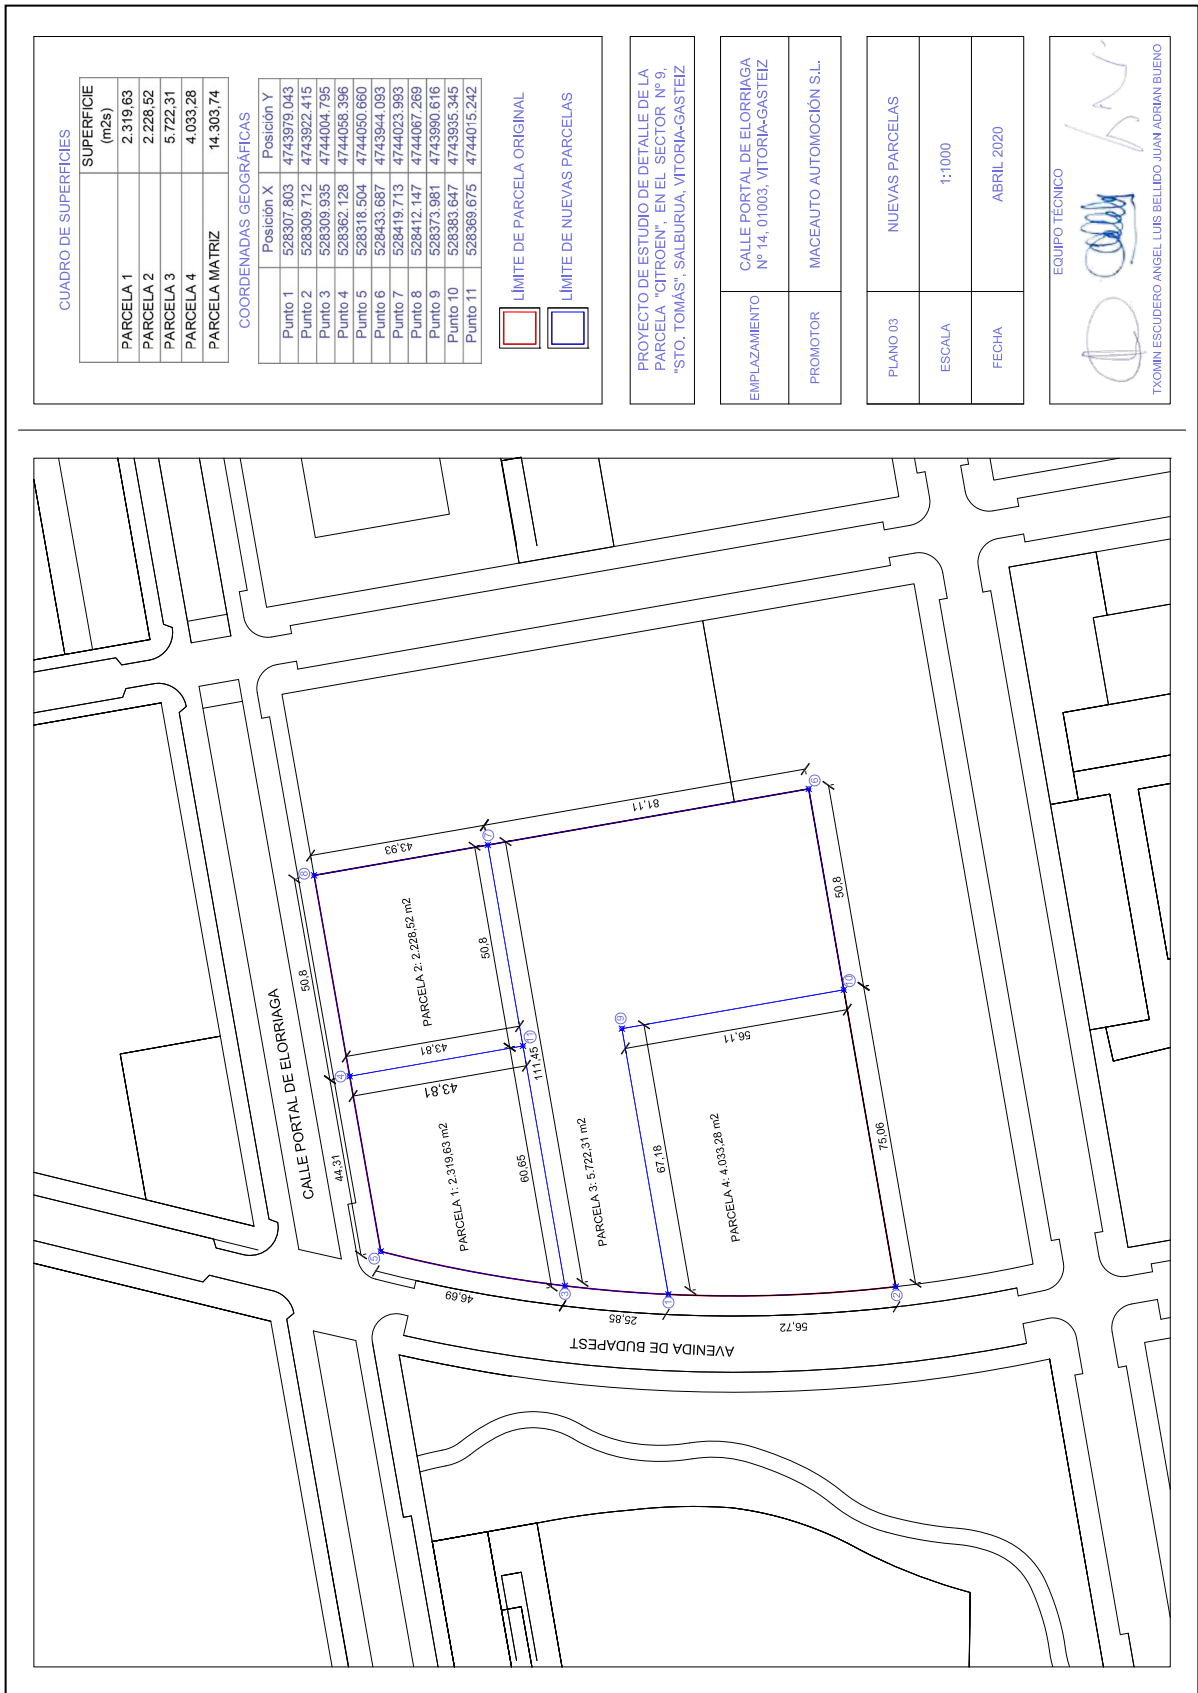 CUADRO DE SUPERFICIES
SUPERFICIE
(m2s)
PARCELA 1 2.319,63
PARCELA 2 2.228,52
PARCELA 3 5.722,31
PARCELA 4 4.033,28
PARCELA MATRIZ 14.303,74
COORDENADAS GEOGRÁFICAS
Posición X Posición Y
Punto 1 528307.803 4743979.043
Punto 2 528309.712 4743922.415
Punto 3 528309.935 4744004.795
Punto 4 528362.128 4744058.396
Punto 5 528318.504 4744050.660
Punto 6 528433.687 4743944.093
Punto 7 528419.713 4744023.993
Punto 8 528412.147 4744067.269
Punto 9 528373.981 4743990.616
Punto 10 528383.647 4743935.345
Punto 11 528369.675 4744015.242
LÍMITE DE PARCELA ORIGINAL
LÍMITE DE NUEVAS PARCELAS
PROYECTO DE ESTUDIO DE DETALLE DE LA
PARCELA "CITROEN", EN EL SECTOR Nº 9,
"STO. TOMÁS", SALBURUA, VITORIA-GASTEIZ
EMPLAZAMIENTO
CALLE PORTAL DE ELORRIAGA
Nº 14, 01003, VITORIA-GASTEIZ
PROMOTOR
MACEAUTO AUTOMOCIÓN S.L.
PLANO 03
NUEVAS PARCELAS
ESCALA
1:1000
FECHA
ABRIL 2020
EQUIPO TÉCNICO
TXOMIN ESCUDERO ANGEL LUIS BELLIDO JUAN ADRIAN BUENO
CALLE PORTAL DE ELORRIAGA
AVENIDA DE BUDAPEST
PARCELA 1: 2.319,63 m2
PARCELA 2: 2.228,52 m2
PARCELA 3: 5.722,31 m2
PARCELA 4: 4.033,28 m2
44,31
50,8
43,93
81,11
50,8
43,81
43,81
60,65
111,45
67,18
56,11
50,8
75,06
46,69
25,85
56,72
1
2
3
4
5
6
7
8
9
10
11